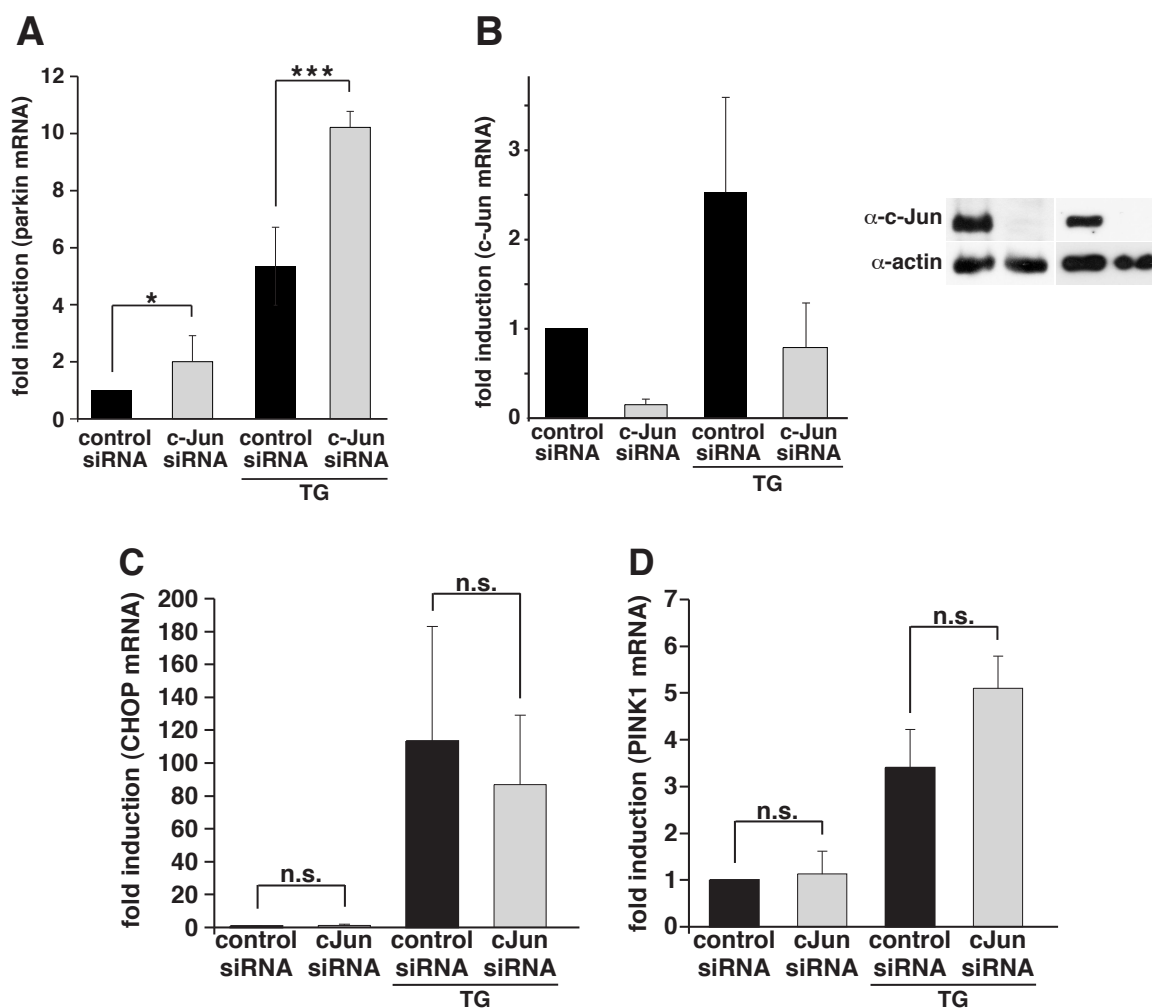 A
fold induction (parkin mRNA)
12
10
8
6
4
2
0
*
***
control siRNA
c-Jun siRNA
control siRNA
c-Jun siRNA
TG
B
fold induction (c-Jun mRNA)
3
2
1
0
control siRNA
c-Jun siRNA
control siRNA
c-Jun siRNA
TG
α-c-Jun
α-actin
C
fold induction (CHOP mRNA)
200
180
160
140
120
100
80
60
40
20
0
n.s.
n.s.
control siRNA
cJun siRNA
control siRNA
cJun siRNA
TG
D
fold induction (PINK1 mRNA)
7
6
5
4
3
2
1
0
n.s.
n.s.
control siRNA
cJun siRNA
control siRNA
cJun siRNA
TG